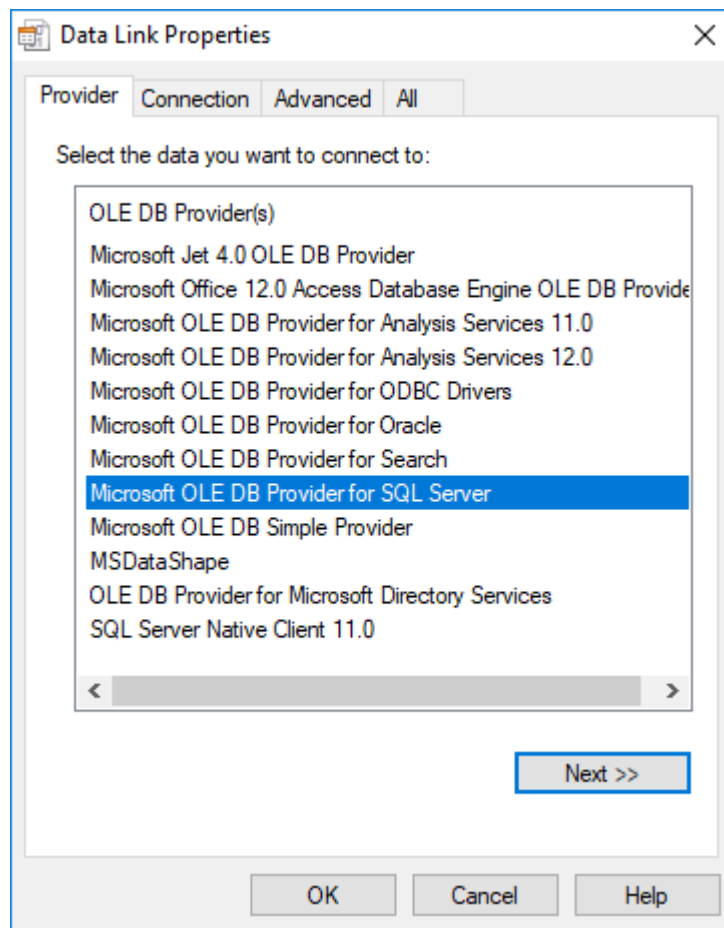 Data Link Properties
Provider Connection Advanced All
Select the data you want to connect to:
OLE DB Provider(s)
Microsoft Jet 4.0 OLE DB Provider
Microsoft Office 12.0 Access Database Engine OLE DB Provide
Microsoft OLE DB Provider for Analysis Services 11.0
Microsoft OLE DB Provider for Analysis Services 12.0
Microsoft OLE DB Provider for ODBC Drivers
Microsoft OLE DB Provider for Oracle
Microsoft OLE DB Provider for Search
Microsoft OLE DB Provider for SQL Server
Microsoft OLE DB Simple Provider
MSDataShape
OLE DB Provider for Microsoft Directory Services
SQL Server Native Client 11.0
Next >>
OK Cancel Help